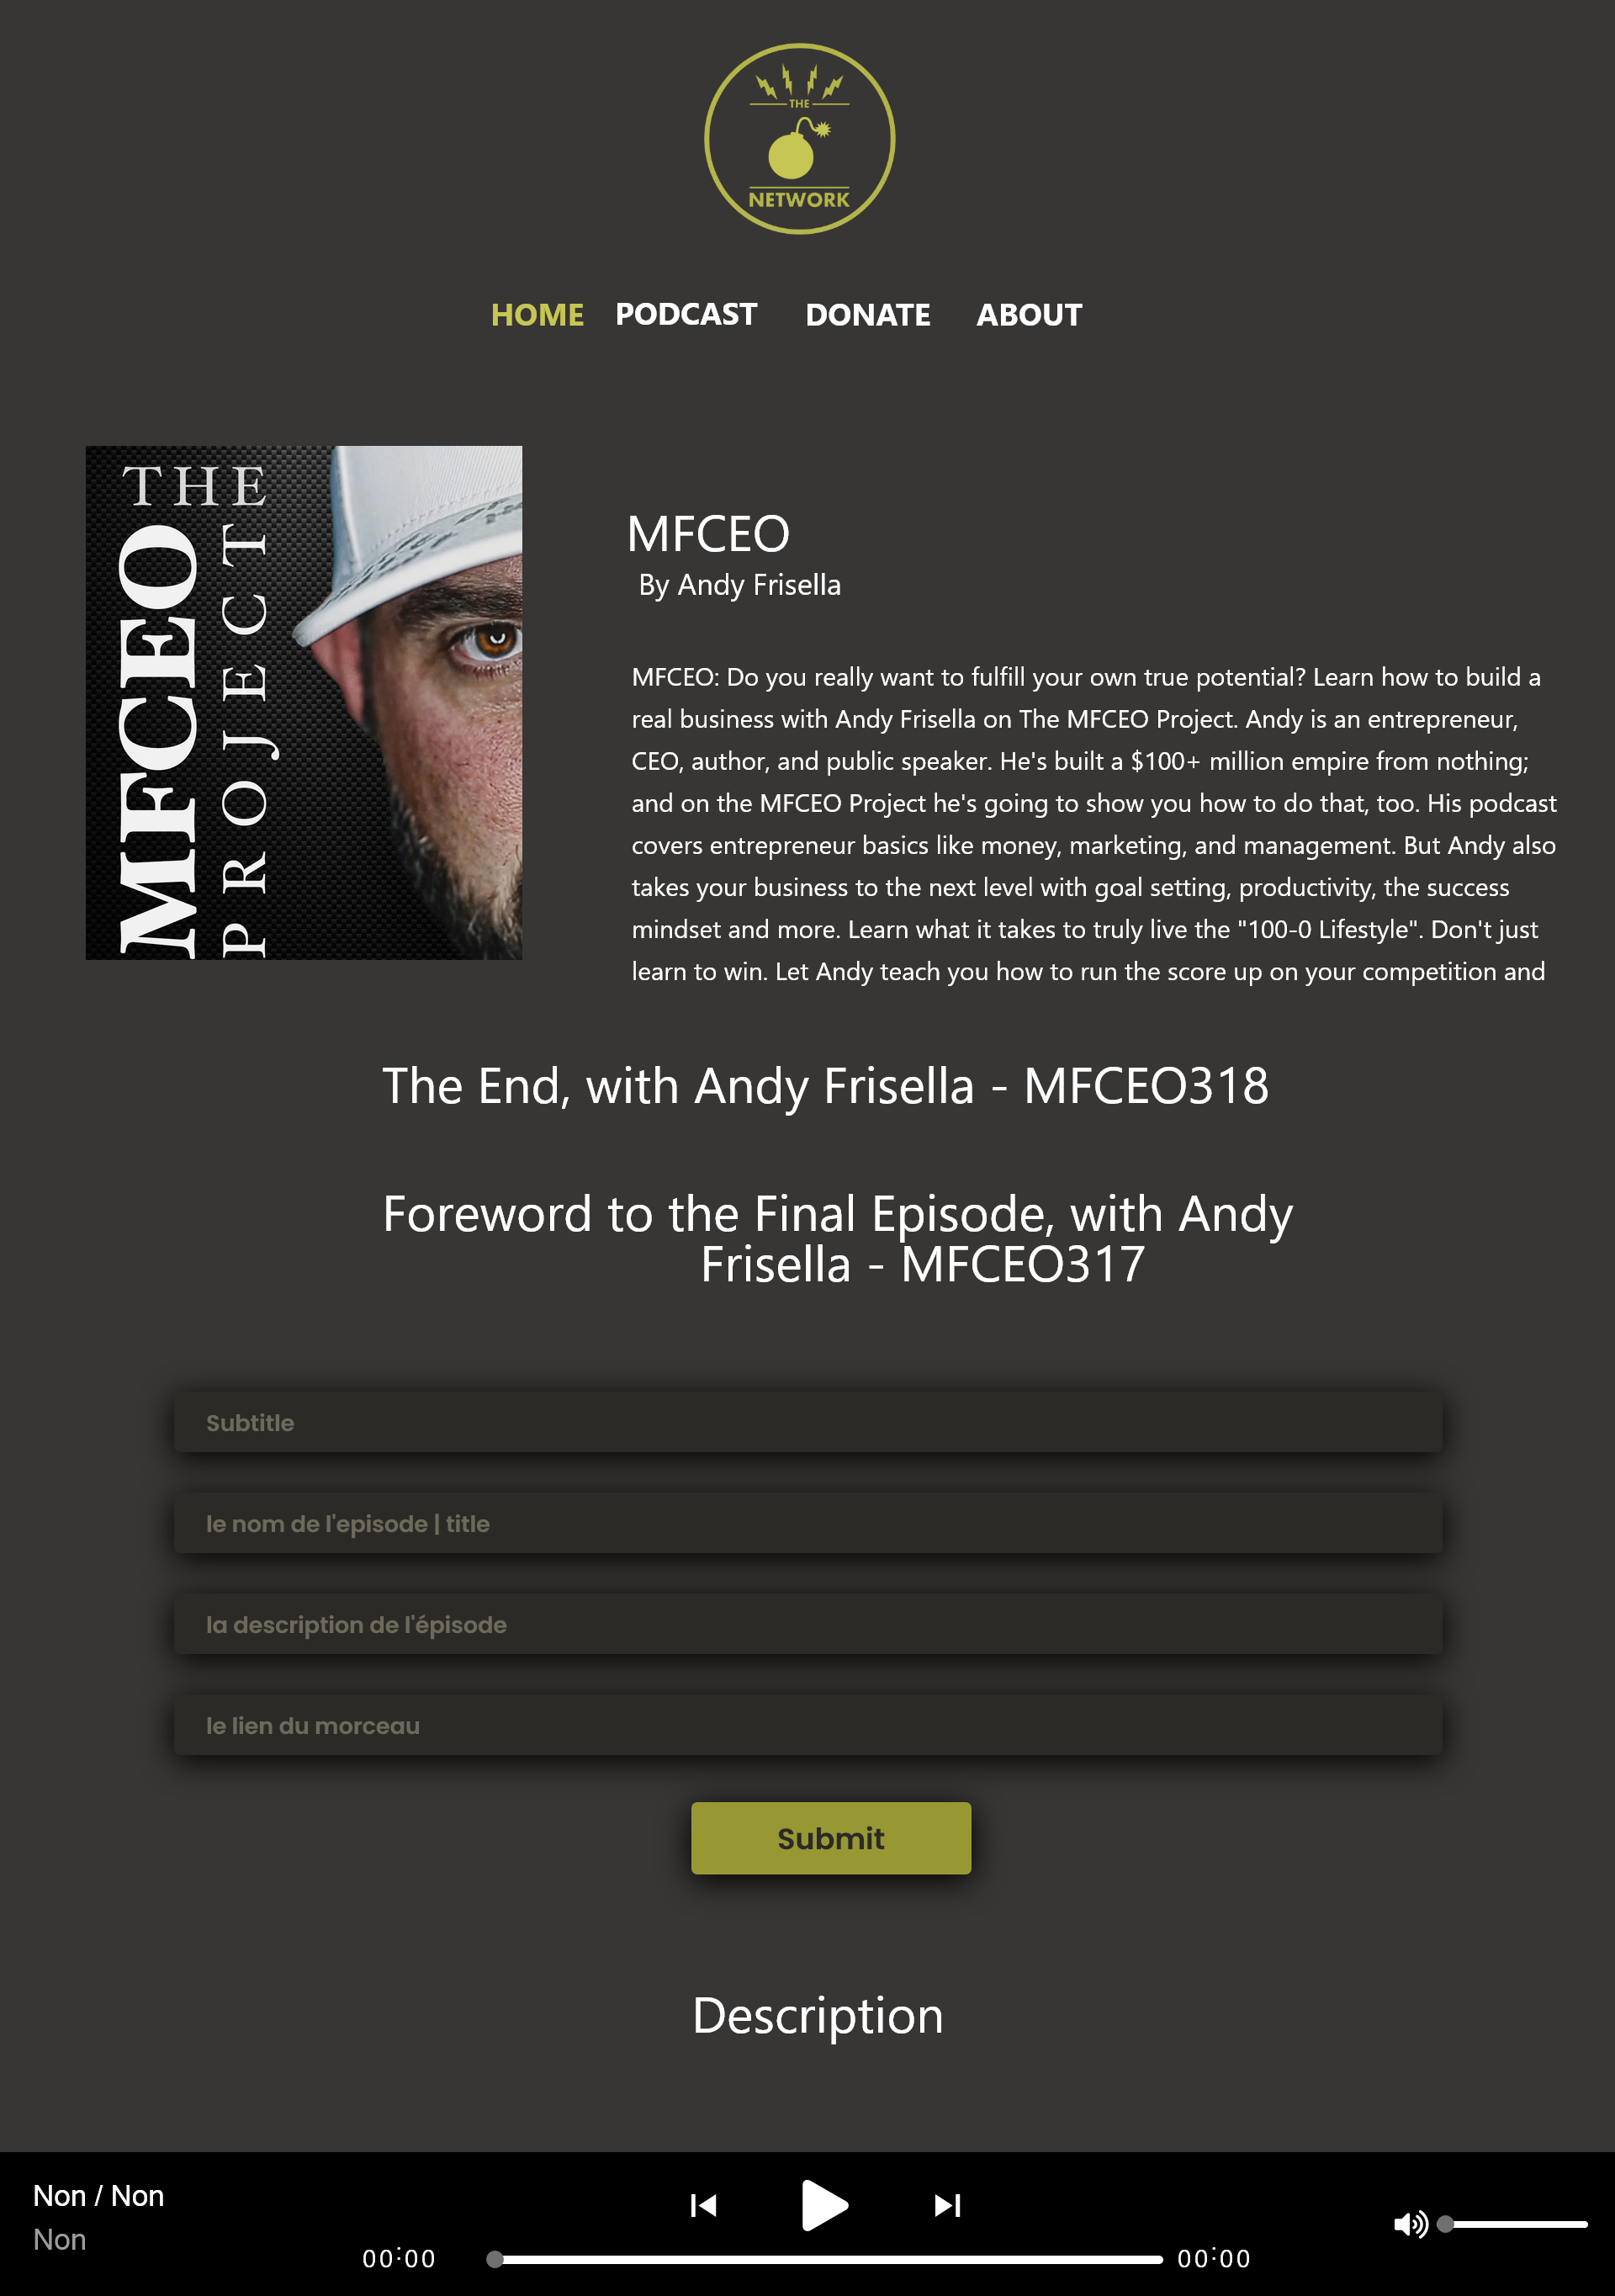 THE
NETWORK
HOME PODCAST DONATE ABOUT
THE
MFCEO
PROJECT
MFCEO
By Andy Frisella
MFCEO: Do you really want to fulfill your own true potential? Learn how to build a
real business with Andy Frisella on The MFCEO Project. Andy is an entrepreneur,
CEO, author, and public speaker. He's built a $100+ million empire from nothing;
and on the MFCEO Project he's going to show you how to do that, too. His podcast
covers entrepreneur basics like money, marketing, and management. But Andy also
takes your business to the next level with goal setting, productivity, the success
mindset and more. Learn what it takes to truly live the "100-0 Lifestyle". Don't just
learn to win. Let Andy teach you how to run the score up on your competition and
The End, with Andy Frisella - MFCEO318
Foreword to the Final Episode, with Andy
Frisella - MFCEO317
Subtitle
le nom de l'episode | title
la description de l'épisode
le lien du morceau
Submit
Description
Non / Non
Non
00:00
00:00